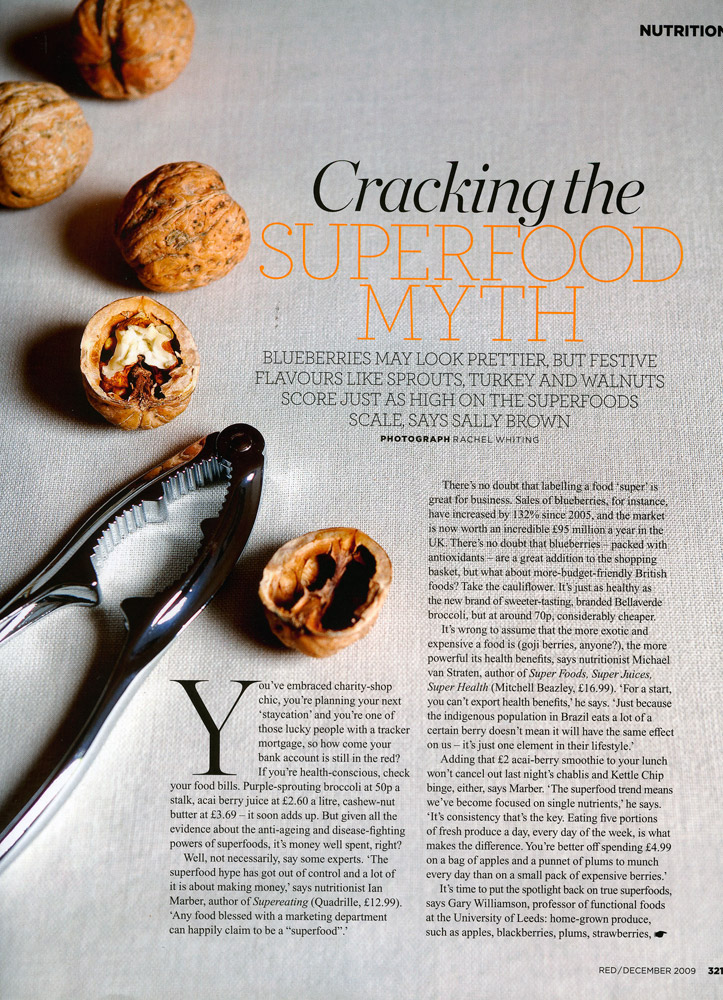 NUTRITION
Cracking the
SUPERFOOD
MYTH
BLUEBERRIES MAY LOOK PRETTIER, BUT FESTIVE
FLAVOURS LIKE SPROUTS, TURKEY AND WALNUTS
SCORE JUST AS HIGH ON THE SUPERFOODS
SCALE, SAYS SALLY BROWN
PHOTOGRAPH RACHEL WHITING
You've embraced charity-shop
chic, you're planning your next
'staycation' and you're one of
those lucky people with a tracker
mortgage, so how come your
bank account is still in the red?
If you're health-conscious, check
your food bills. Purple-sprouting broccoli at 50p a
stalk, acai berry juice at £2.60 a litre, cashew-nut
butter at £3.69 – it soon adds up. But given all the
evidence about the anti-ageing and disease-fighting
powers of superfoods, it's money well spent, right?
Well, not necessarily, say some experts. 'The
superfood hype has got out of control and a lot of
it is about making money,' says nutritionist Ian
Marber, author of Supereating (Quadrille, £12.99).
'Any food blessed with a marketing department
can happily claim to be a "superfood".'
There's no doubt that labelling a food 'super' is
great for business. Sales of blueberries, for instance,
have increased by 132% since 2005, and the market
is now worth an incredible £95 million a year in the
UK. There's no doubt that blueberries – packed with
antioxidants – are a great addition to the shopping
basket, but what about more-budget-friendly British
foods? Take the cauliflower. It's just as healthy as
the new brand of sweeter-tasting, branded Bellaverde
broccoli, but at around 70p, considerably cheaper.
It's wrong to assume that the more exotic and
expensive a food is (goji berries, anyone?), the more
powerful its health benefits, says nutritionist Michael
van Straten, author of Super Foods, Super Juices,
Super Health (Mitchell Beazley, £16.99). 'For a start,
you can't export health benefits,' he says. 'Just because
the indigenous population in Brazil eats a lot of a
certain berry doesn't mean it will have the same effect
on us – it's just one element in their lifestyle.'
Adding that £2 acai-berry smoothie to your lunch
won't cancel out last night's chablis and Kettle Chip
binge, either, says Marber. 'The superfood trend means
we've become focused on single nutrients,' he says.
'It's consistency that's the key. Eating five portions
of fresh produce a day, every day of the week, is what
makes the difference. You're better off spending £4.99
on a bag of apples and a punnet of plums to munch
every day than on a small pack of expensive berries.'
It's time to put the spotlight back on true superfoods,
says Gary Williamson, professor of functional foods
at the University of Leeds: home-grown produce,
such as apples, blackberries, plums, strawberries,
RED/DECEMBER 2009 321